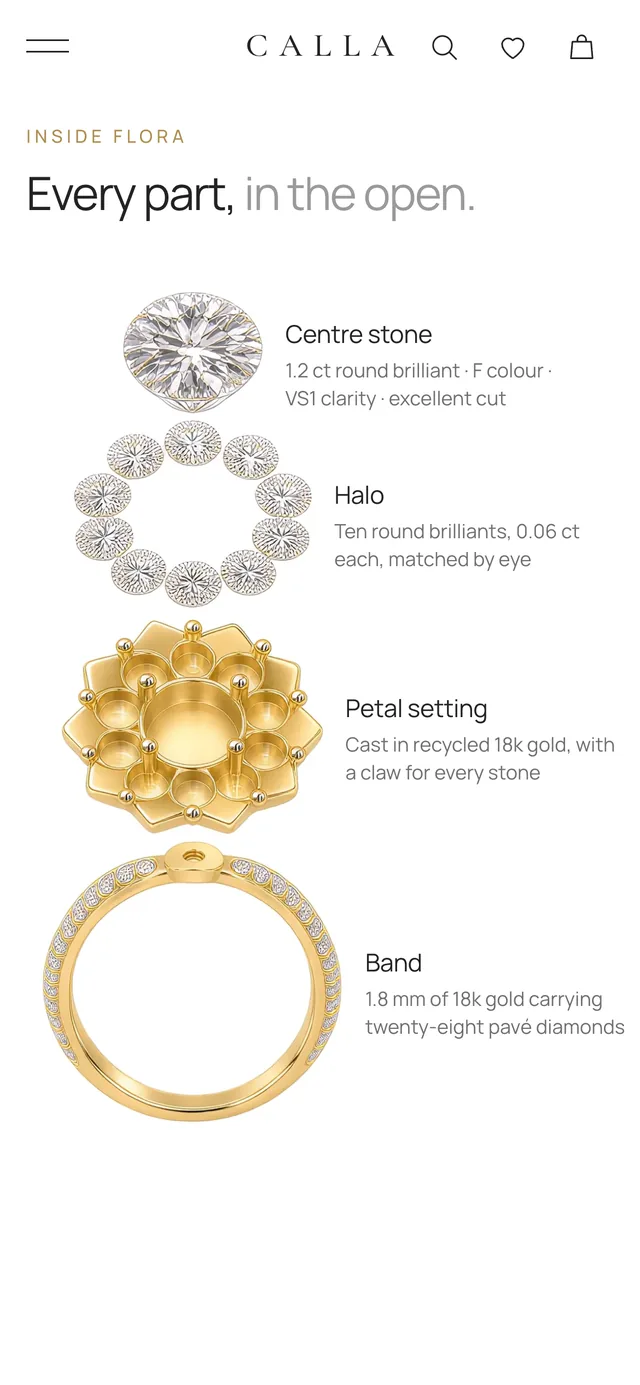 CALLA
INSIDE FLORA
Every part, in the open.
Centre stone
1.2 ct round brilliant · F colour ·
VS1 clarity · excellent cut
Halo
Ten round brilliants, 0.06 ct
each, matched by eye
Petal setting
Cast in recycled 18k gold, with
a claw for every stone
Band
1.8 mm of 18k gold carrying
twenty-eight pavé diamonds